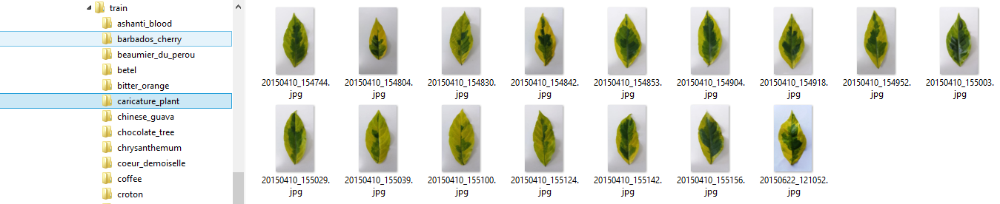 train
ashanti_blood
barbados_cherry
beaumier_du_perou
betel
bitter_orange
caricature_plant
chinese_guava
chocolate_tree
chrysanthemum
coeur_demoiselle
coffee
croton
20150410_154744.
jpg
20150410_154804.
jpg
20150410_154830.
jpg
20150410_154842.
jpg
20150410_154853.
jpg
20150410_154904.
jpg
20150410_154918.
jpg
20150410_154952.
jpg
20150410_155003.
jpg
20150410_155029.
jpg
20150410_155039.
jpg
20150410_155100.
jpg
20150410_155124.
jpg
20150410_155142.
jpg
20150410_155156.
jpg
20150622_121052.
jpg